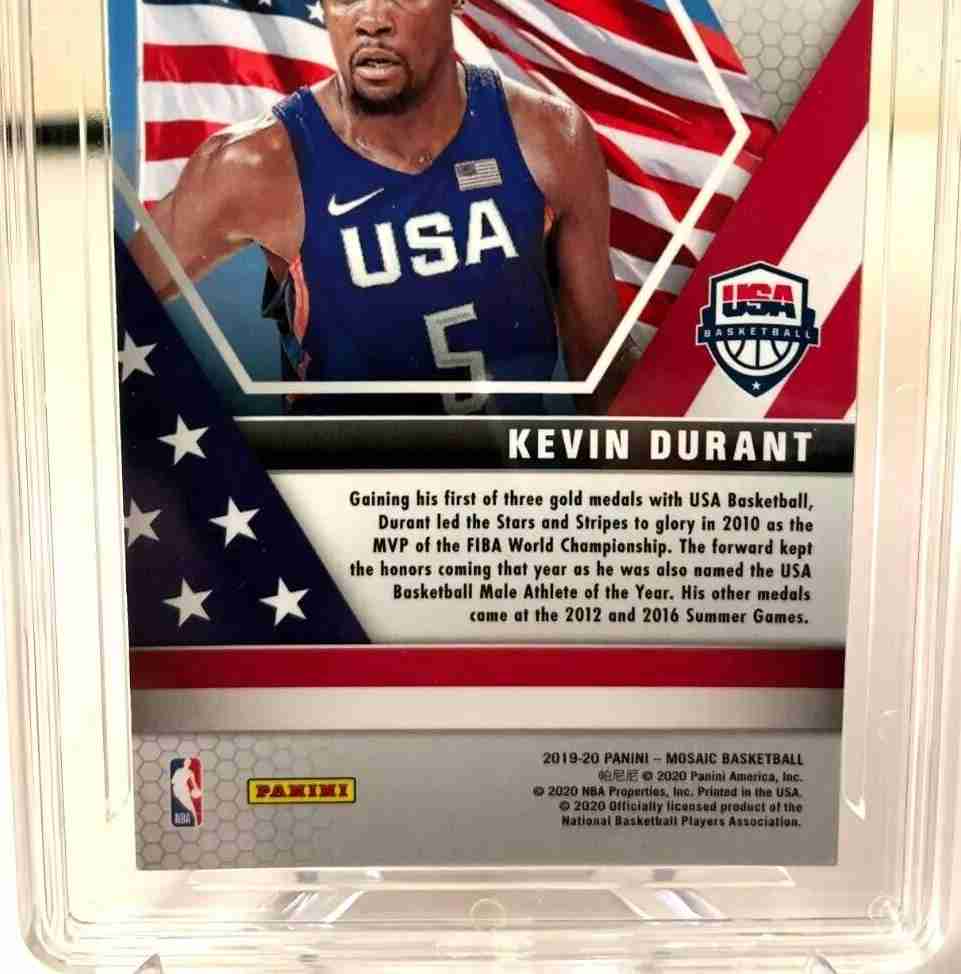 USA
5
USA
BASKETBALL
KEVIN DURANT
Gaining his first of three gold medals with USA Basketball,
Durant led the Stars and Stripes to glory in 2010 as the
MVP of the FIBA World Championship. The forward kept
the honors coming that year as he was also named the USA
Basketball Male Athlete of the Year. His other medals
came at the 2012 and 2016 Summer Games.
2019-20 PANINI – MOSAIC BASKETBALL
帕尼尼 © 2020 Panini America, Inc.
© 2020 NBA Properties, Inc. Printed in the USA.
© 2020 Officially licensed product of the
National Basketball Players Association.
NBA
PANINI